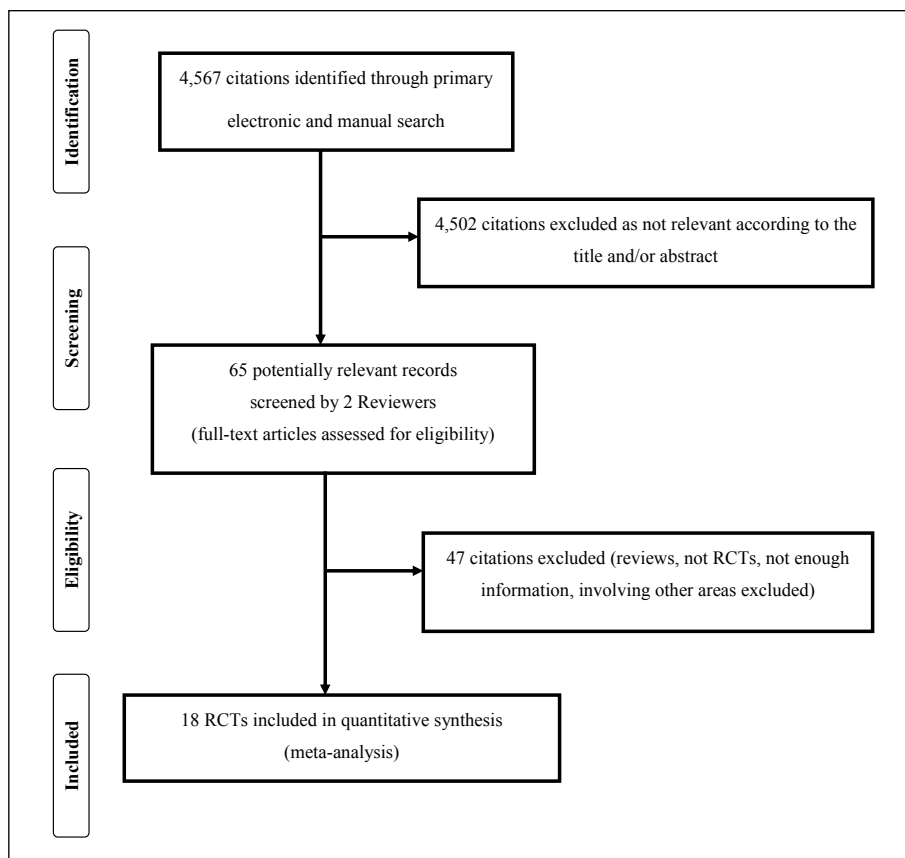 Identification
4,567 citations identified through primary
electronic and manual search
4,502 citations excluded as not relevant according to the
title and/or abstract
Screening
65 potentially relevant records
screened by 2 Reviewers
(full-text articles assessed for eligibility)
Eligibility
47 citations excluded (reviews, not RCTs, not enough
information, involving other areas excluded)
Included
18 RCTs included in quantitative synthesis
(meta-analysis)